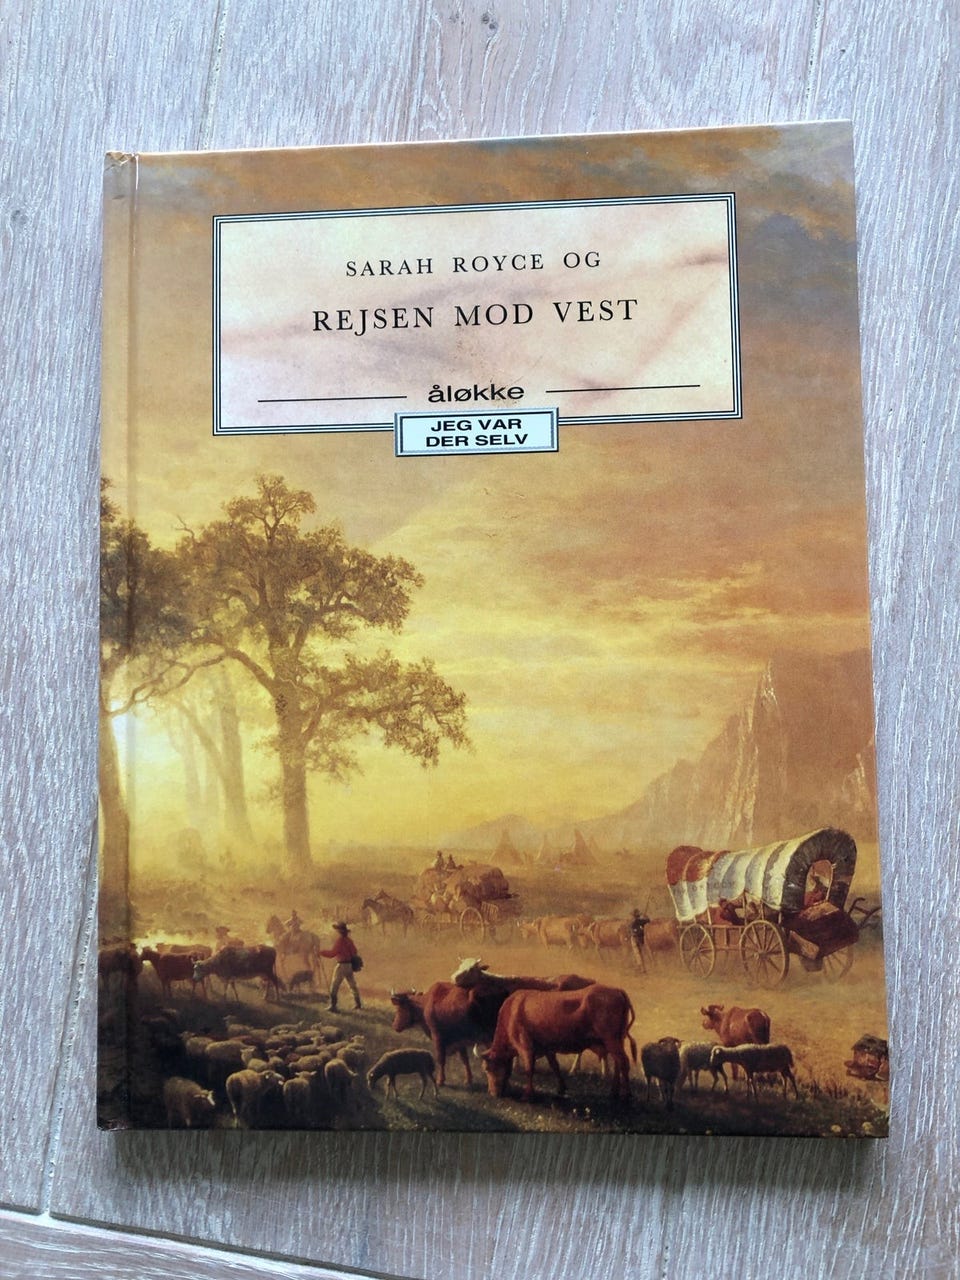 SARAH ROYCE OG
REJSEN MOD VEST
åløkke
JEG VAR
DER SELV